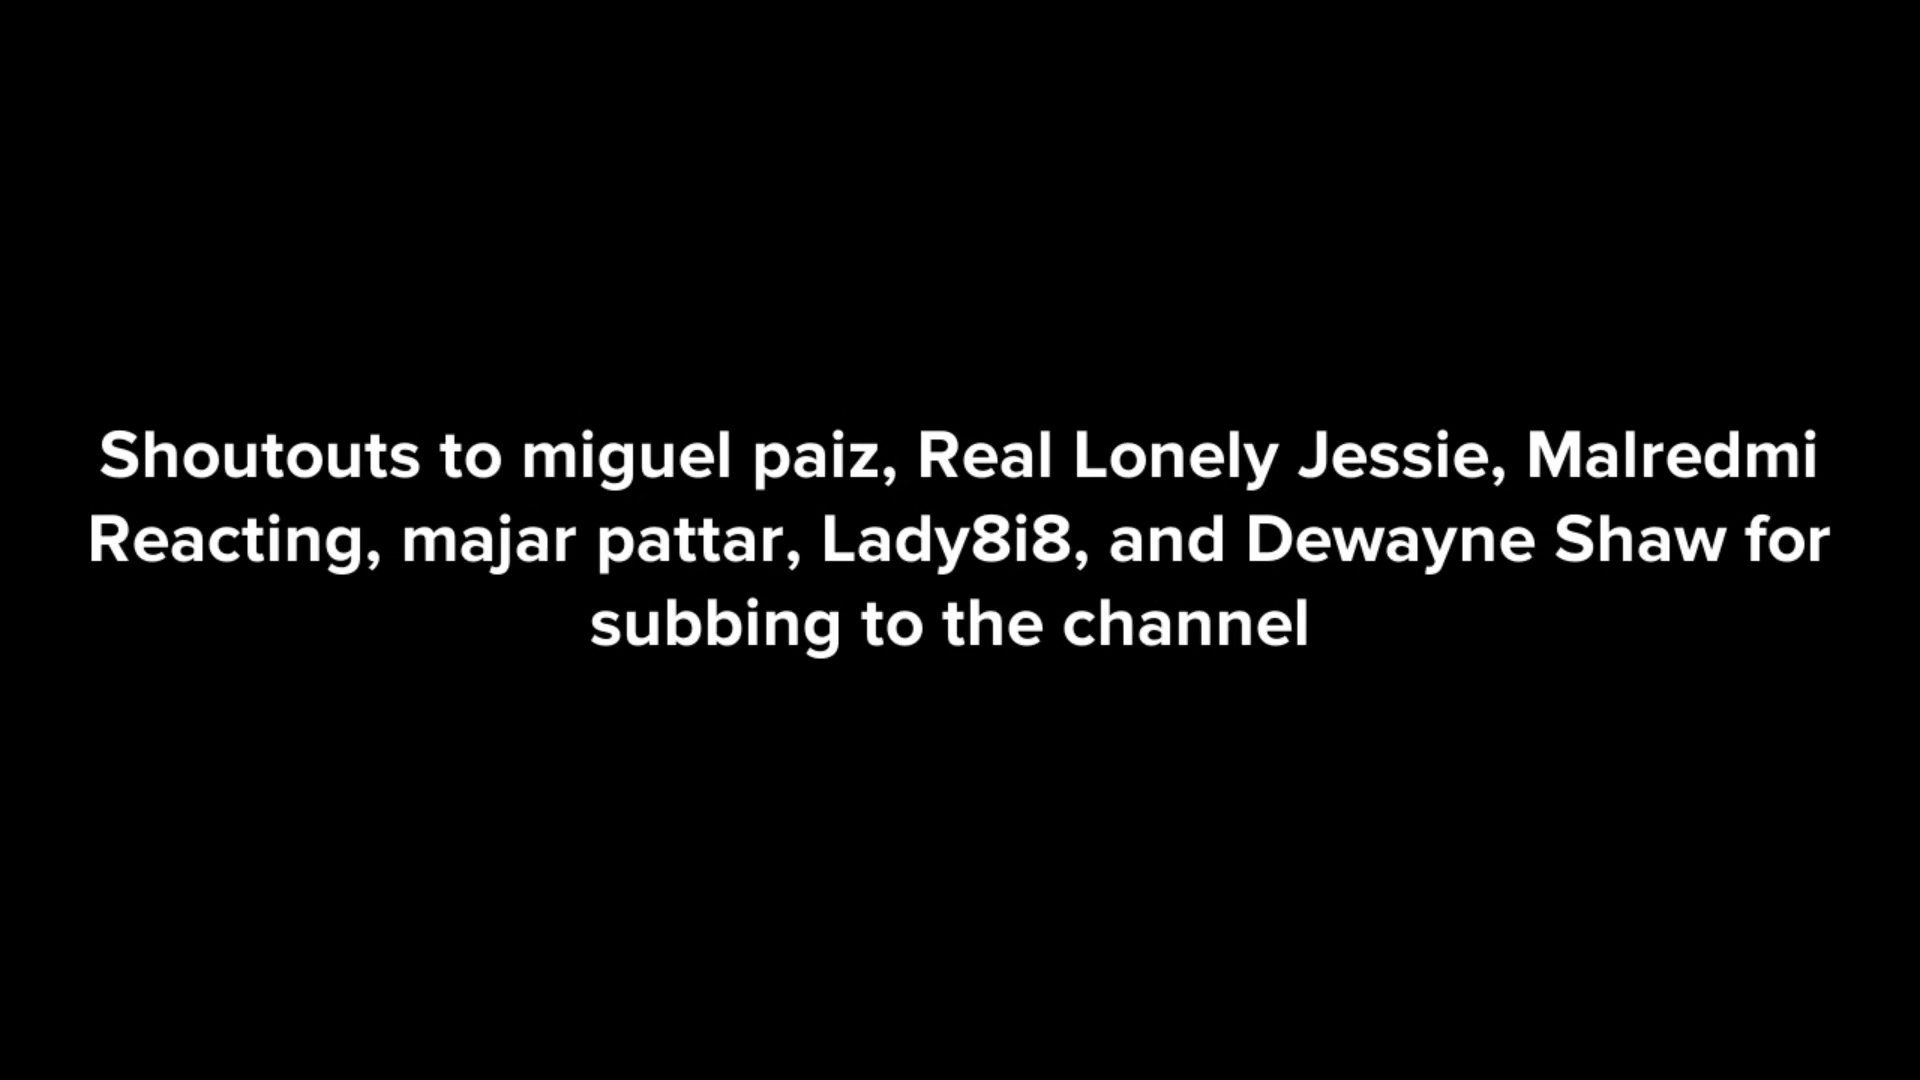 Shoutouts to miguel paiz, Real Lonely Jessie, Malredmi
Reacting, majar pattar, Lady8i8, and Dewayne Shaw for
subbing to the channel